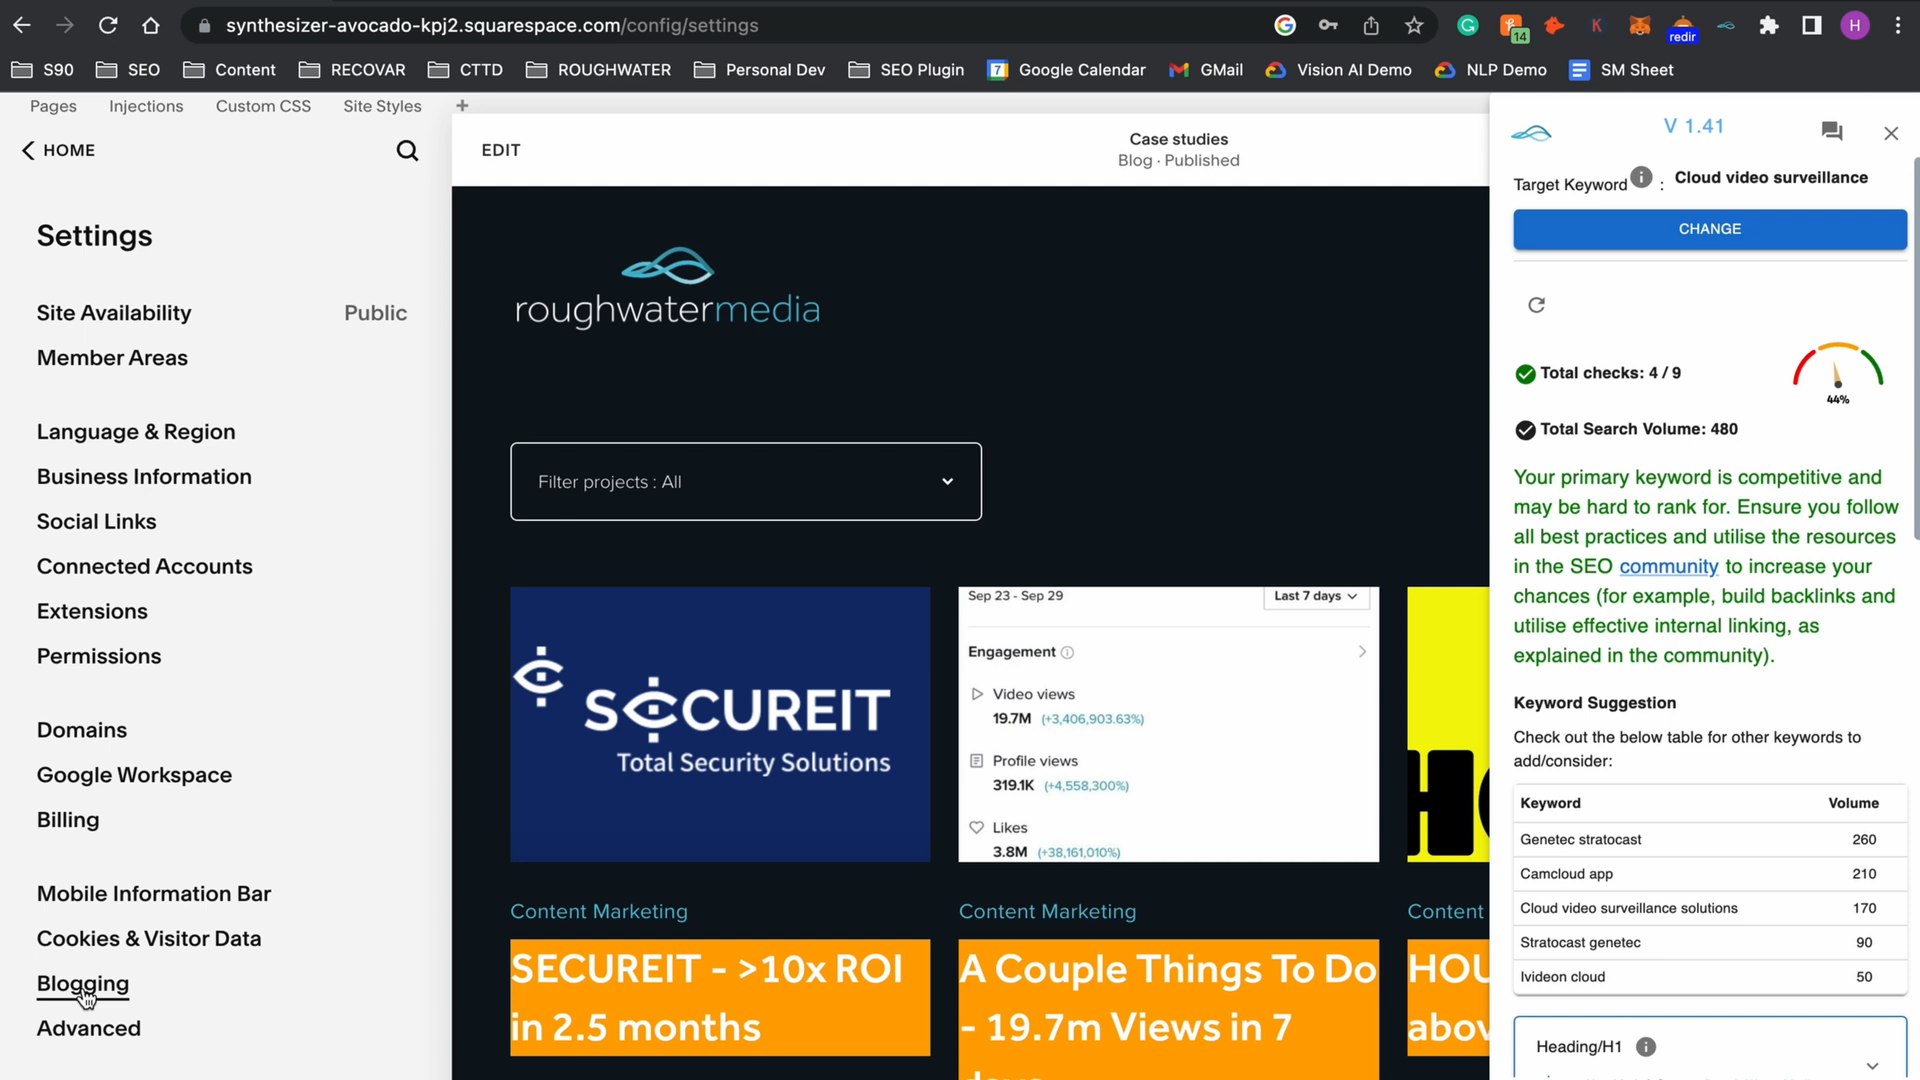 synthesizer-avocado-kpj2.squarespace.com/config/settings
14
redir
K
H
S90
SEO
Content
RECOVAR
CTTD
ROUGHWATER
Personal Dev
SEO Plugin
7
Google Calendar
GMail
Vision AI Demo
NLP Demo
SM Sheet
Pages
Injections
Custom CSS
Site Styles
+
HOME
Settings
Site Availability
Public
Member Areas
Language & Region
Business Information
Social Links
Connected Accounts
Extensions
Permissions
Domains
Google Workspace
Billing
Mobile Information Bar
Cookies & Visitor Data
Blogging
Advanced
EDIT
Case studies
Blog · Published
roughwatermedia
Filter projects : All
SECUREIT
Total Security Solutions
Content Marketing
SECUREIT - >10x ROI
in 2.5 months
Sep 23 - Sep 29
Last 7 days
Engagement
Video views
19.7M (+3,406,903.63%)
Profile views
319.1K (+4,558,300%)
Likes
3.8M (+38,161,010%)
Content Marketing
A Couple Things To Do
- 19.7m Views in 7
Content
HOU
abov
V 1.41
Target Keyword : Cloud video surveillance
CHANGE
Total checks: 4 / 9
44%
Total Search Volume: 480
Your primary keyword is competitive and
may be hard to rank for. Ensure you follow
all best practices and utilise the resources
in the SEO community to increase your
chances (for example, build backlinks and
utilise effective internal linking, as
explained in the community).
Keyword Suggestion
Check out the below table for other keywords to
add/consider:
Keyword Volume
Genetec stratocast 260
Camcloud app 210
Cloud video surveillance solutions 170
Stratocast genetec 90
Ivideon cloud 50
Heading/H1